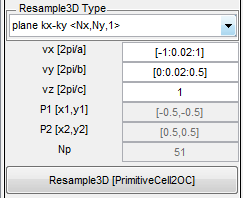 Resample3D Type
plane kx-ky <Nx,Ny,1>
vx [2pi/a] [-1:0.02:1]
vy [2pi/b] [0:0.02:0.5]
vz [2pi/c] 1
P1 [x1,y1] [-0.5,-0.5]
P2 [x2,y2] [0.5,0.5]
Np 51
Resample3D [PrimitiveCell2OC]